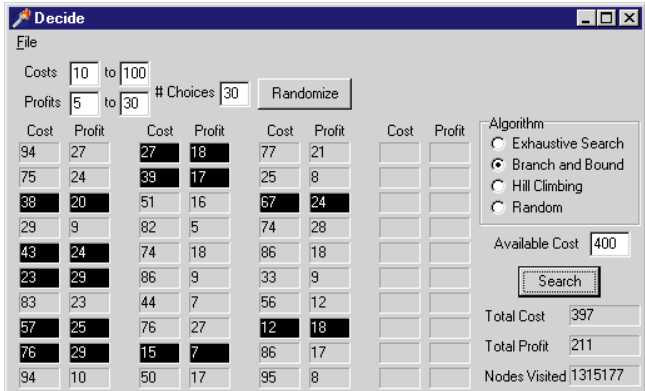 Decide
File
Costs 10 to 100
Profits 5 to 30
# Choices 30
Randomize
Cost Profit Cost Profit Cost Profit Cost Profit
94 27 27 18 77 21
75 24 39 17 25 8
38 20 51 16 67 24
29 9 82 5 74 28
43 24 74 18 86 18
23 29 86 9 33 9
83 23 44 7 56 12
57 25 76 27 12 18
76 29 15 7 86 17
94 10 50 17 95 8
Algorithm
Exhaustive Search
Branch and Bound
Hill Climbing
Random
Available Cost 400
Search
Total Cost 397
Total Profit 211
Nodes Visited 1315177